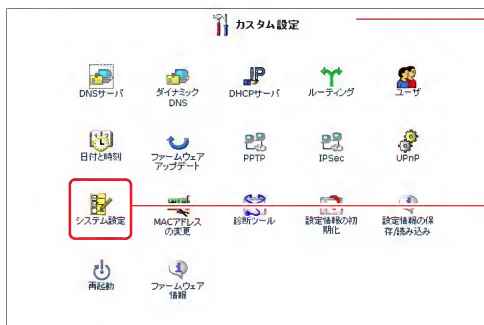 カスタム設定
DNSサーバ
ダイナミック
DNS
DHCPサーバ
ルーティング
ユーザ
日付と時刻
ファームウェア
アップデート
PPTP
IPSec
UPnP
システム設定
MACアドレス
の変更
診断ツール
設定情報の初
期化
設定情報の保
存/読み込み
再起動
ファームウェア
情報